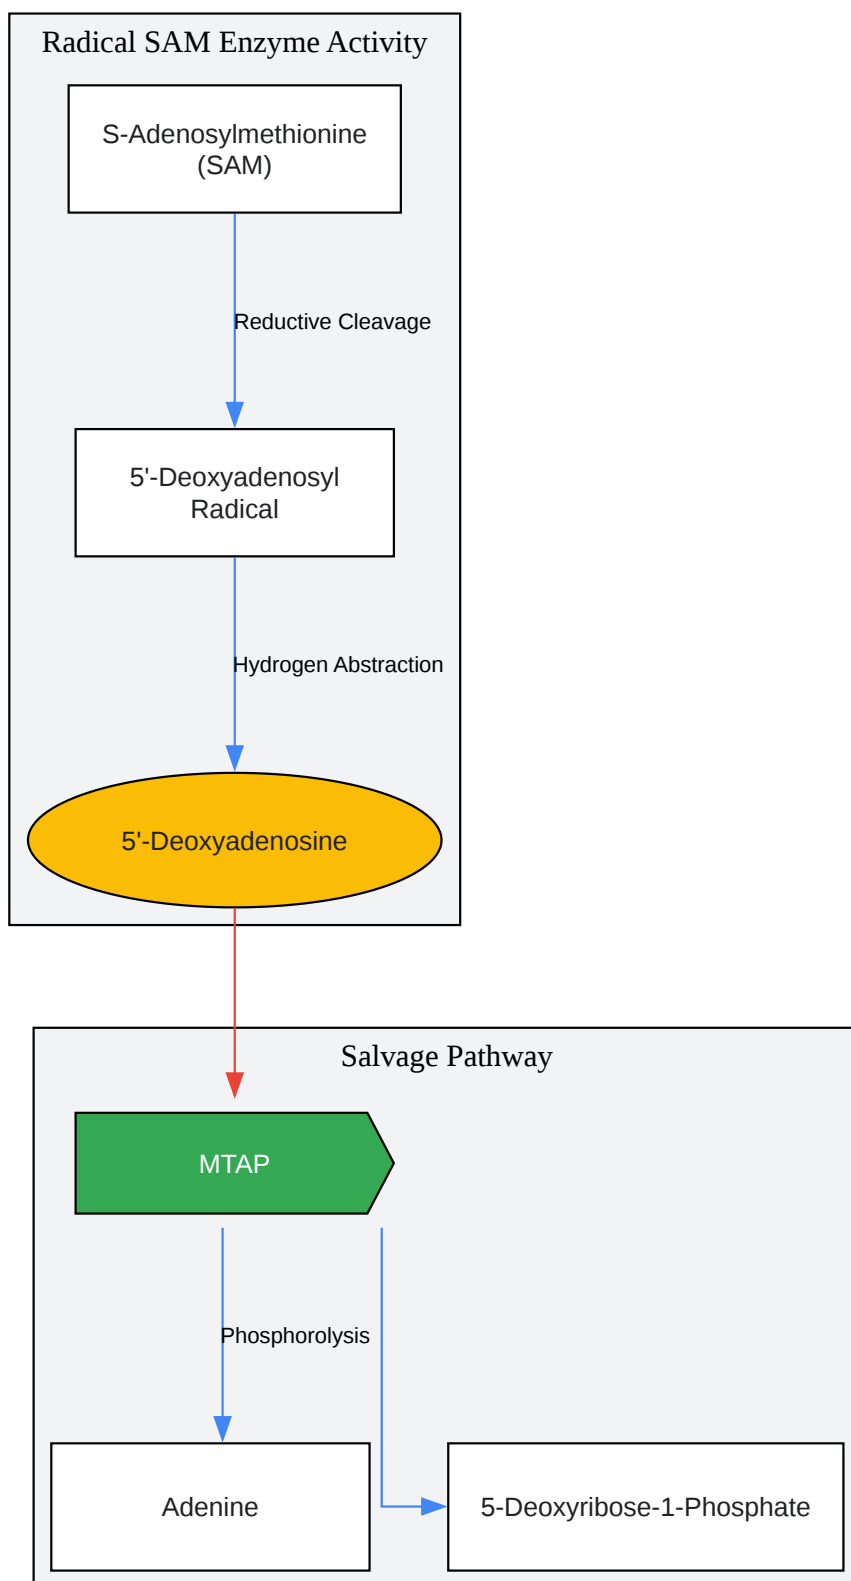 Radical SAM Enzyme Activity
S-Adenosylmethionine
(SAM)
Reductive Cleavage
5'-Deoxyadenosyl
Radical
Hydrogen Abstraction
5'-Deoxyadenosine
Salvage Pathway
MTAP
Phosphorolysis
Adenine
5-Deoxyribose-1-Phosphate